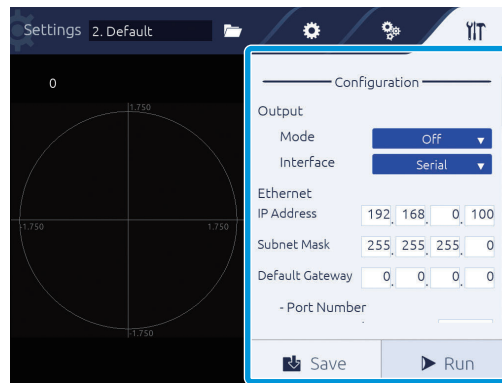 Settings 2. Default
0
1.750
-1.750 1.750
-1.750
Configuration
Output
Mode Off
Interface Serial
Ethernet
IP Address 192. 168. 0. 100
Subnet Mask 255. 255. 255. 0
Default Gateway 0. 0. 0. 0
- Port Number
Save Run